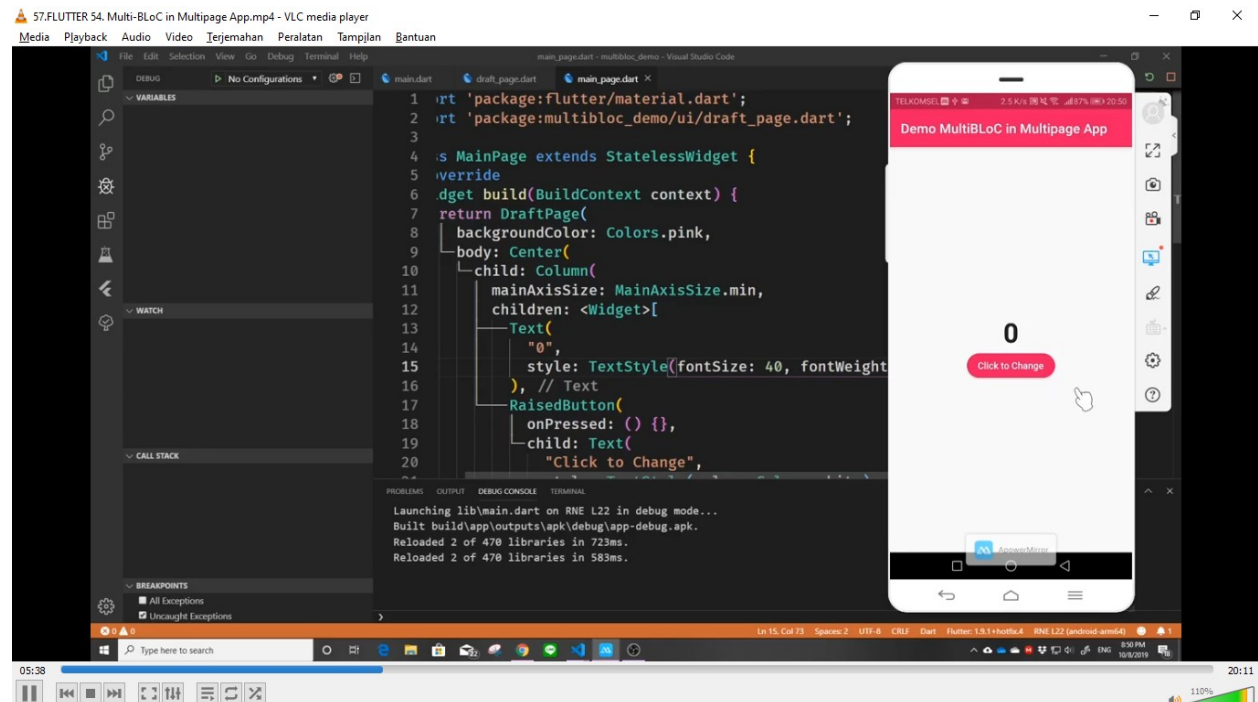 57.FLUTTER 54. Multi-BLoC in Multipage App.mp4 - VLC media player
Media Playback Audio Video Terjemahan Peralatan Tampilan Bantuan
File Edit Selection View Go Debug Terminal Help
main_page.dart - multibloc_demo - Visual Studio Code
DEBUG No Configurations
main.dart draft_page.dart main_page.dart
VARIABLES
WATCH
CALL STACK
BREAKPOINTS
All Exceptions
Uncaught Exceptions
1 rt 'package:flutter/material.dart';
2 rt 'package:multibloc_demo/ui/draft_page.dart';
3
4 s MainPage extends StatelessWidget {
5 verride
6 dget build(BuildContext context) {
7 return DraftPage(
8 backgroundColor: Colors.pink,
9 body: Center(
10 child: Column(
11 mainAxisSize: MainAxisSize.min,
12 children: <Widget>[
13 Text(
14 "0",
15 style: TextStyle(fontSize: 40, fontWeight
16 ), // Text
17 RaisedButton(
18 onPressed: () {},
19 child: Text(
20 "Click to Change",
PROBLEMS OUTPUT DEBUG CONSOLE TERMINAL
Launching lib\main.dart on RNE L22 in debug mode...
Built build\app\outputs\apk\debug\app-debug.apk.
Reloaded 2 of 470 libraries in 723ms.
Reloaded 2 of 470 libraries in 583ms.
TELKOMSEL 2.5 K/s 87% 20:50
Demo MultiBLoC in Multipage App
0
Click to Change
ApowerMirror
0 0
Ln 15, Col 73 Spaces: 2 UTF-8 CRLF Dart Flutter: 1.9.1+hotfix.4 RNE L22 (android-arm64) 1
Type here to search
ENG 8:50 PM
10/8/2019
05:38 20:11
110%